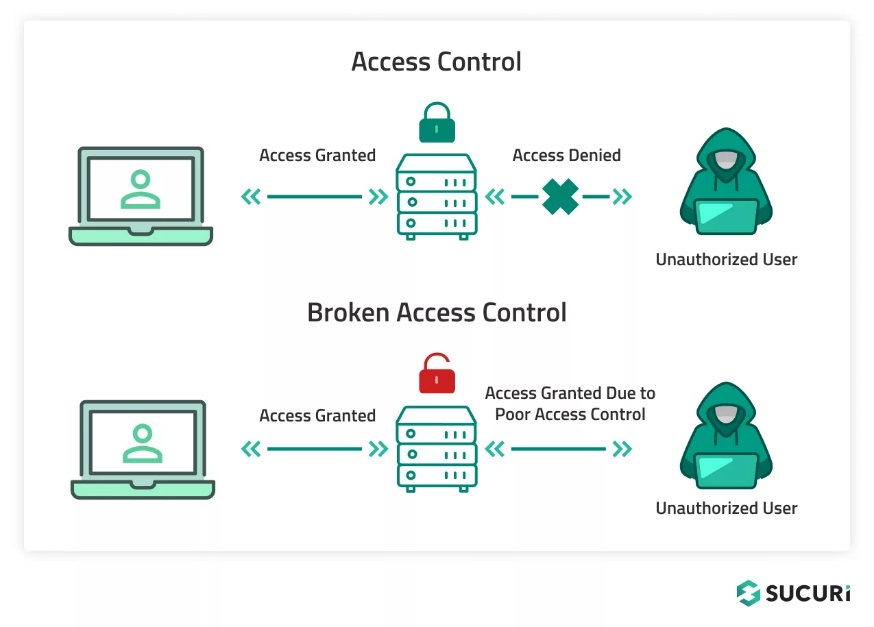 Access Control
Access Granted
Access Denied
Unauthorized User
Broken Access Control
Access Granted
Access Granted Due to
Poor Access Control
Unauthorized User
SUCURi